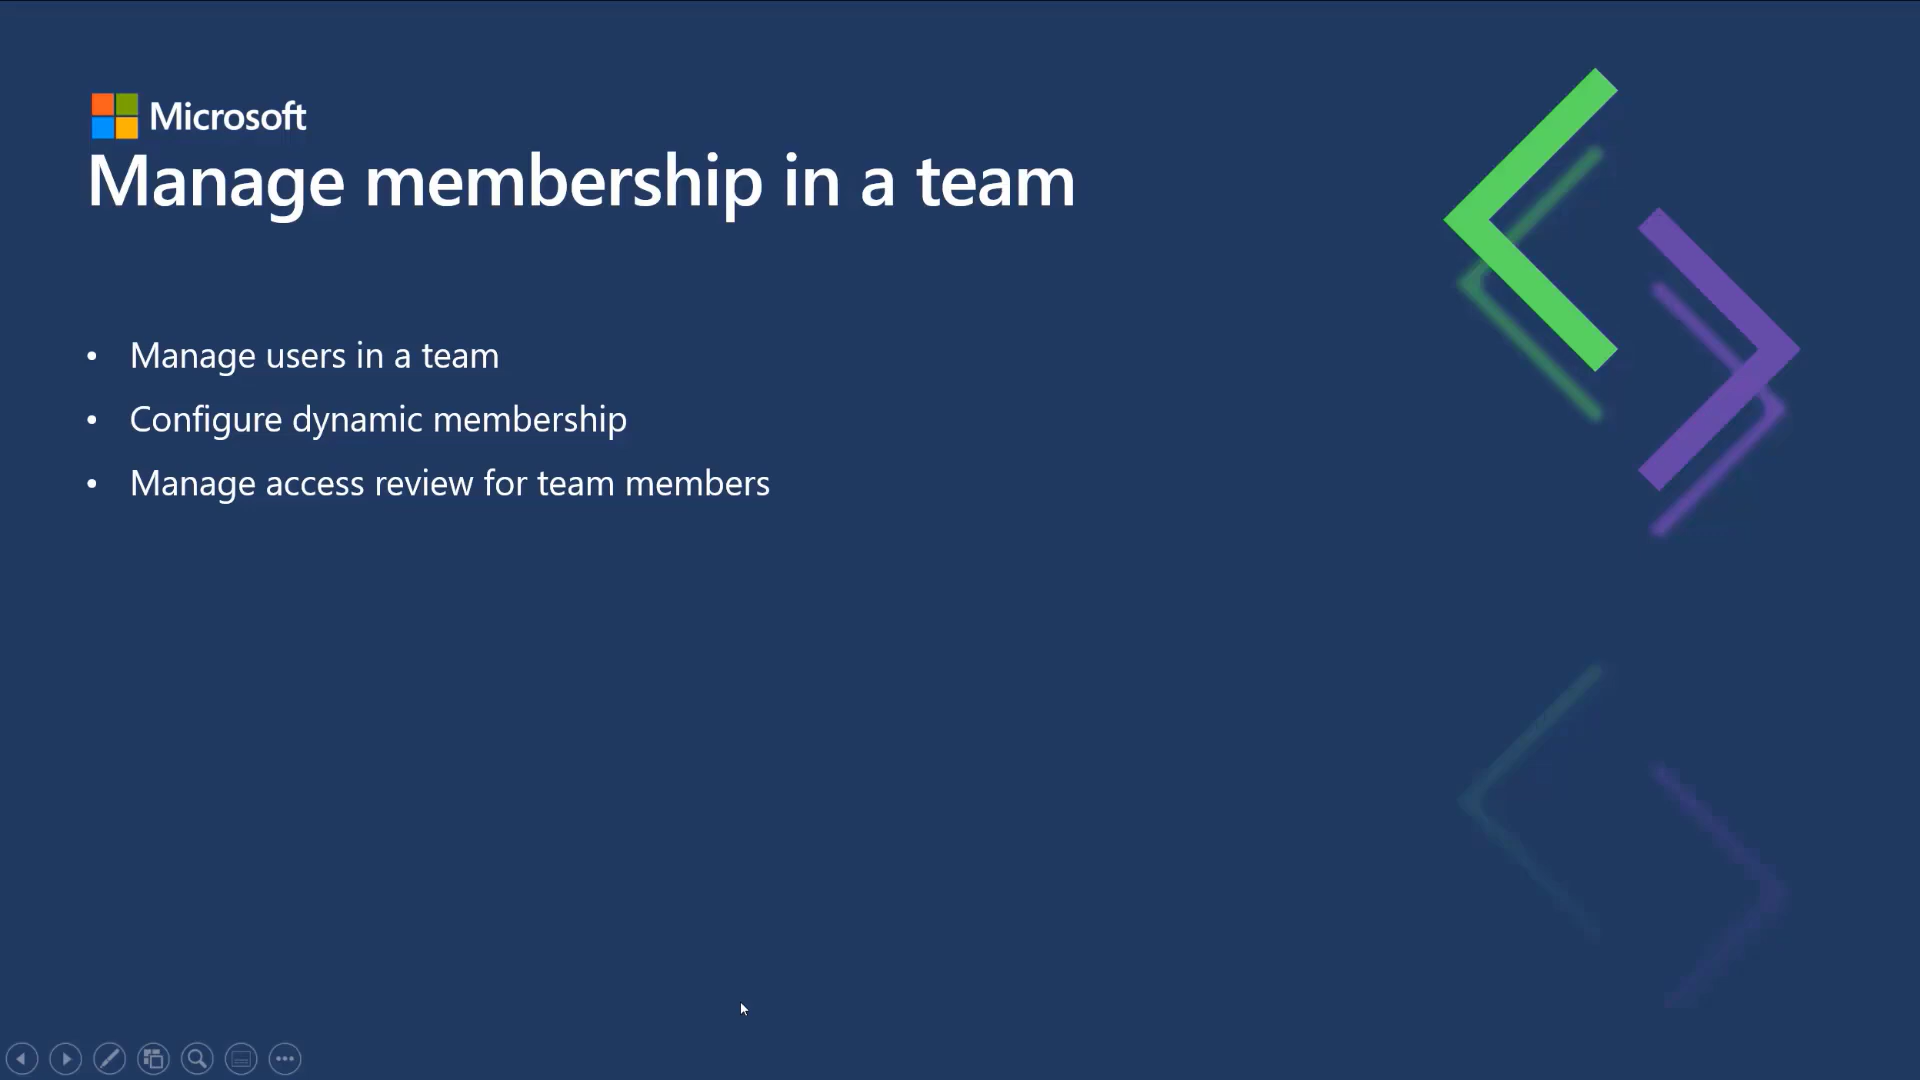 Microsoft
Manage membership in a team
• Manage users in a team
• Configure dynamic membership
• Manage access review for team members